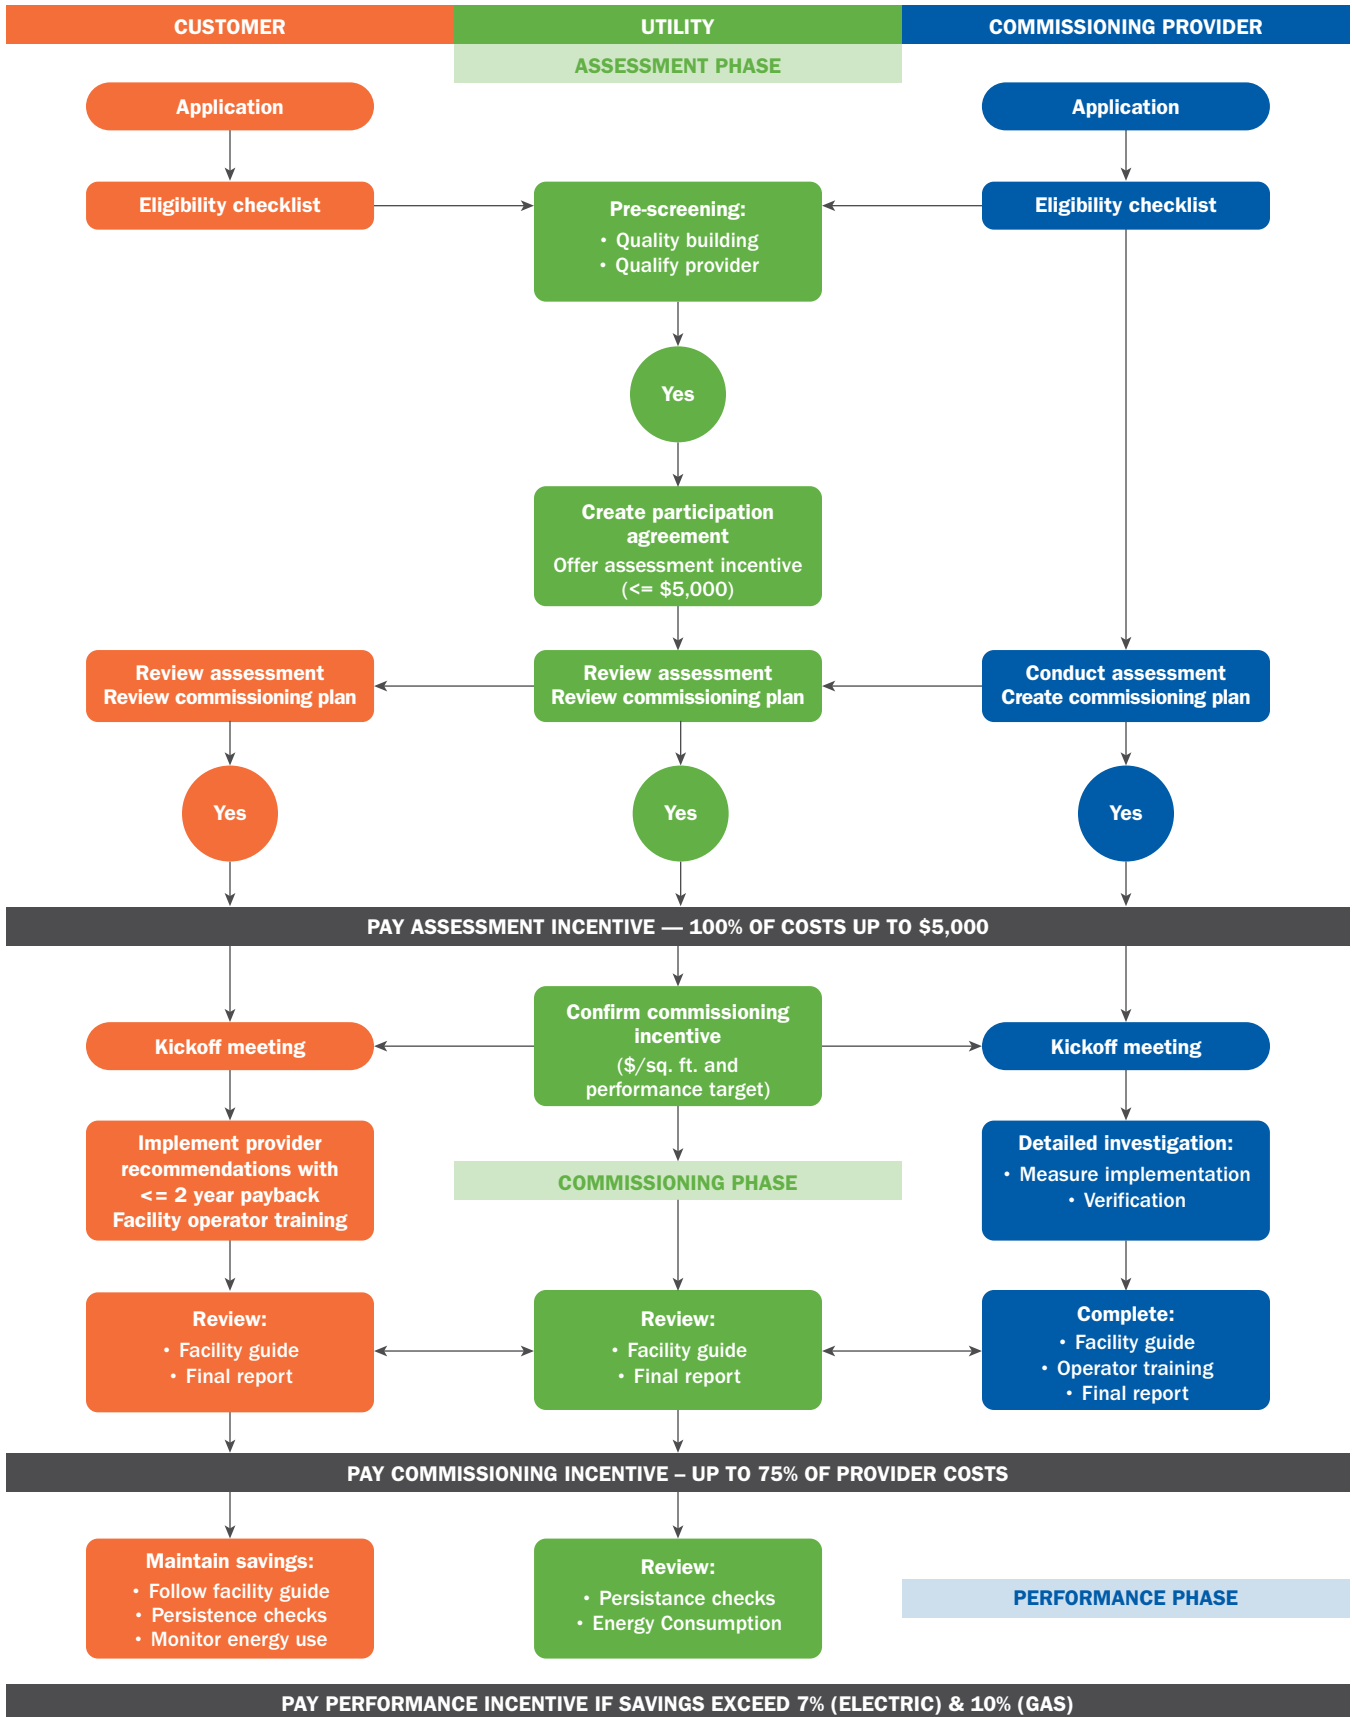 CUSTOMER
UTILITY
COMMISSIONING PROVIDER
ASSESSMENT PHASE
Application
Application
Eligibility checklist
Pre-screening:
• Quality building
• Qualify provider
Eligibility checklist
Yes
Create participation
agreement
Offer assessment incentive
(<= $5,000)
Review assessment
Review commissioning plan
Review assessment
Review commissioning plan
Conduct assessment
Create commissioning plan
Yes
Yes
Yes
PAY ASSESSMENT INCENTIVE — 100% OF COSTS UP TO $5,000
Kickoff meeting
Confirm commissioning
incentive
($/sq. ft. and
performance target)
Kickoff meeting
Implement provider
recommendations with
<= 2 year payback
Facility operator training
COMMISSIONING PHASE
Detailed investigation:
• Measure implementation
• Verification
Review:
• Facility guide
• Final report
Review:
• Facility guide
• Final report
Complete:
• Facility guide
• Operator training
• Final report
PAY COMMISSIONING INCENTIVE – UP TO 75% OF PROVIDER COSTS
Maintain savings:
• Follow facility guide
• Persistence checks
• Monitor energy use
Review:
• Persistance checks
• Energy Consumption
PERFORMANCE PHASE
PAY PERFORMANCE INCENTIVE IF SAVINGS EXCEED 7% (ELECTRIC) & 10% (GAS)